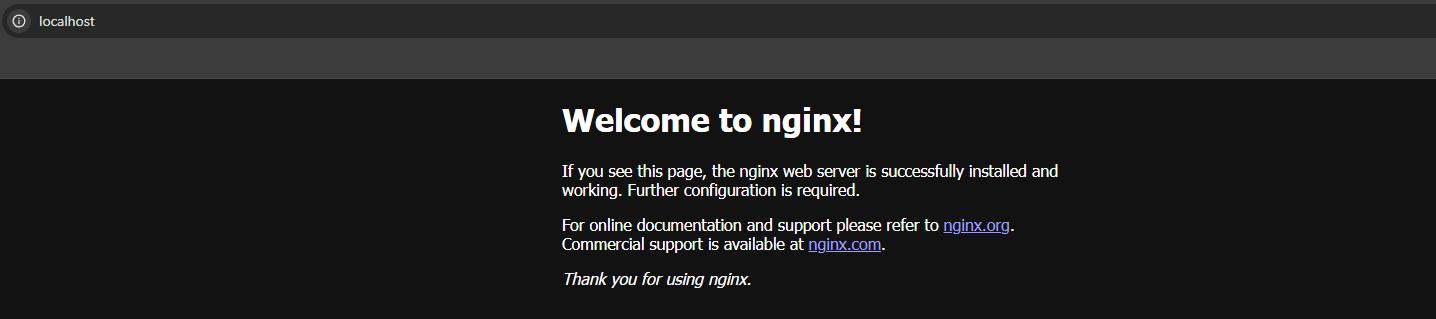 localhost
Welcome to nginx!
If you see this page, the nginx web server is successfully installed and
working. Further configuration is required.
For online documentation and support please refer to nginx.org.
Commercial support is available at nginx.com.
Thank you for using nginx.